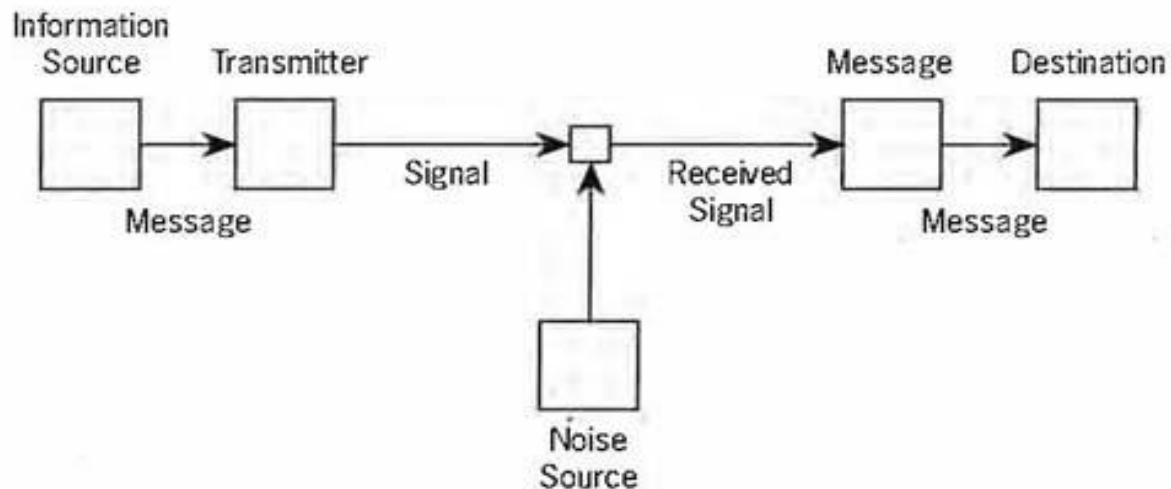 Information
Source
Transmitter
Message
Destination
Signal
Received
Signal
Message
Message
Noise
Source